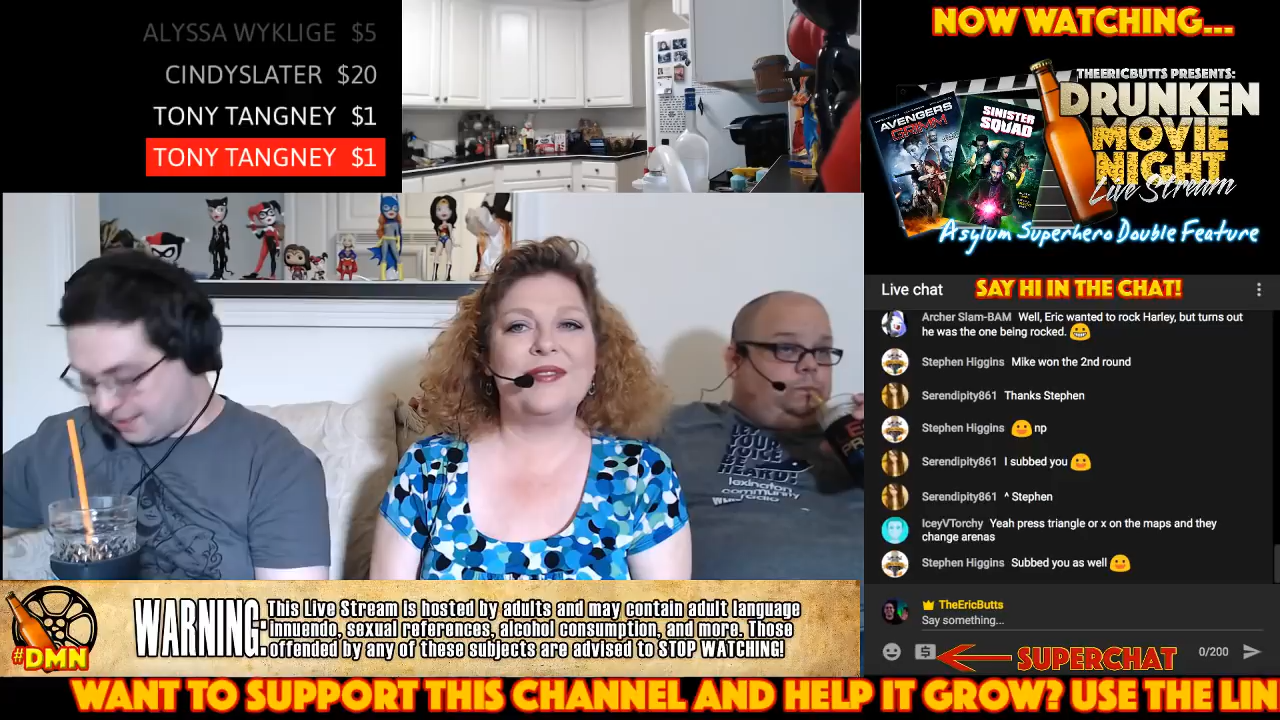 ALYSSA WYKLIGE $5
CINDYSLATER $20
TONY TANGNEY $1
TONY TANGNEY $1
NOW WATCHING...
THEERICBUTTS PRESENTS:
DRUNKEN
MOVIE
NIGHT
Live Stream
AVENGERS
GRIMM
SINISTER
SQUAD
Asylum Superhero Double Feature
Live chat
SAY HI IN THE CHAT!
Archer Slam-BAM Well, Eric wanted to rock Harley, but turns out
he was the one being rocked. 😁
Stephen Higgins Mike won the 2nd round
Serendipity861 Thanks Stephen
Stephen Higgins 🙂 np
Serendipity861 I subbed you 🙂
Serendipity861 ^ Stephen
IceyVTorchy Yeah press triangle or x on the maps and they
change arenas
Stephen Higgins Subbed you as well 🙂
TheEricButts
Say something...
0/200
SUPERCHAT
YOUR
VOICE
HEARD!
lexington
community
radio
#DMN
WARNING:
This Live Stream is hosted by adults and may contain adult language
innuendo, sexual references, alcohol consumption, and more. Those
offended by any of these subjects are advised to STOP WATCHING!
WANT TO SUPPORT THIS CHANNEL AND HELP IT GROW? USE THE LIN